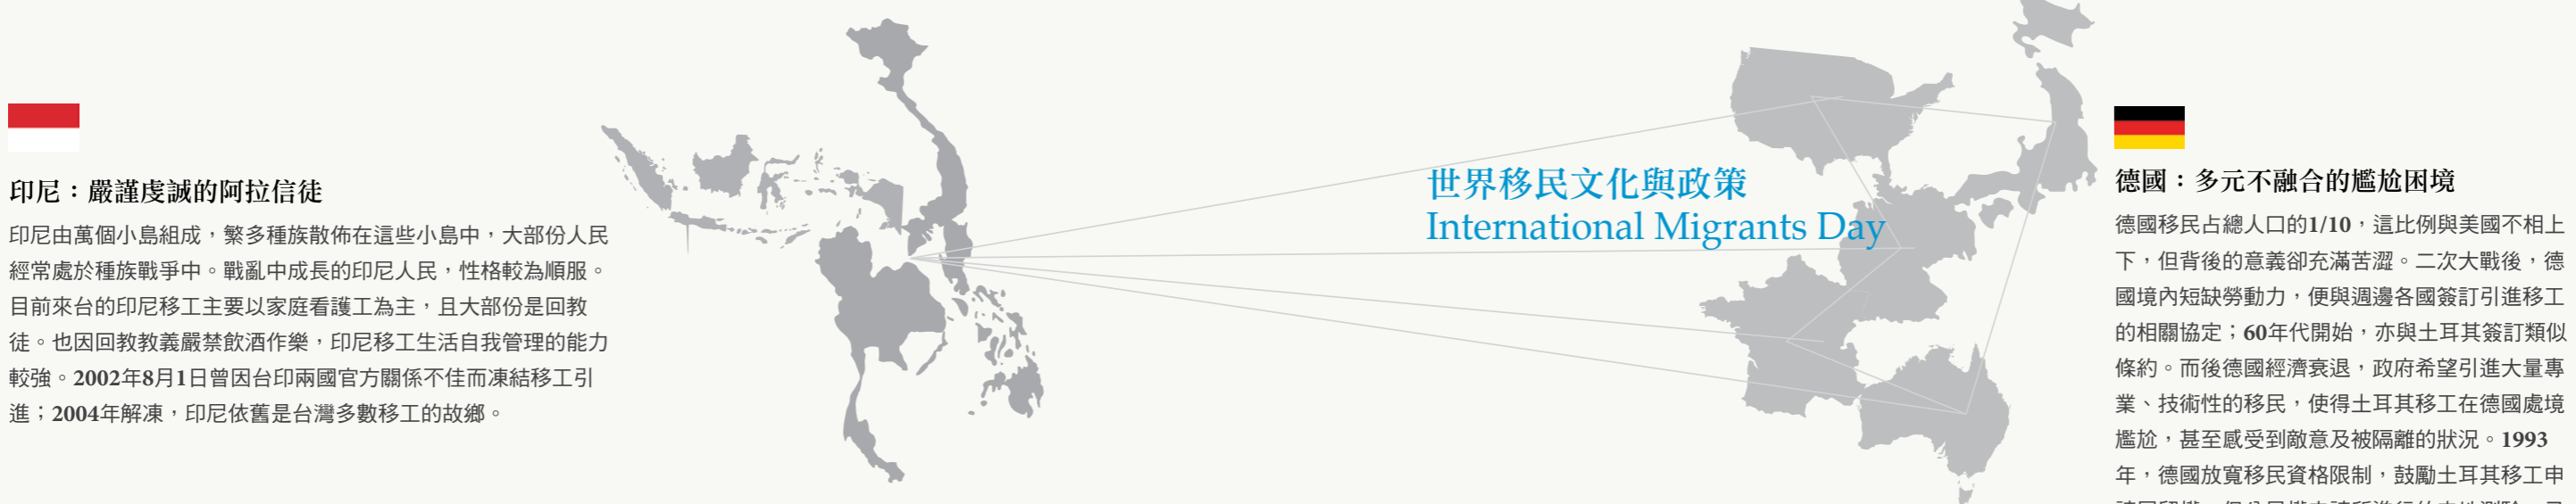 印尼：嚴謹虔誠的阿拉信徒
印尼由萬個小島組成，繁多種族散佈在這些小島中，大部份人民
經常處於種族戰爭中。戰亂中成長的印尼人民，性格較為順服。
目前來台的印尼移工主要以家庭看護工為主，且大部份是回教
徒。也因回教教義嚴禁飲酒作樂，印尼移工生活自我管理的能力
較強。2002年8月1日曾因台印兩國官方關係不佳而凍結移工引
進；2004年解凍，印尼依舊是台灣多數移工的故鄉。
世界移民文化與政策
International Migrants Day
德國：多元不融合的尷尬困境
德國移民占總人口的1/10，這比例與美國不相上
下，但背後的意義卻充滿苦澀。二次大戰後，德
國境內短缺勞動力，便與週邊各國簽訂引進移工
的相關協定；60年代開始，亦與土耳其簽訂類似
條約。而後德國經濟衰退，政府希望引進大量專
業、技術性的移民，使得土耳其移工在德國處境
尷尬，甚至感受到敵意及被隔離的狀況。1993
年，德國放寬移民資格限制，鼓勵土耳其移工申